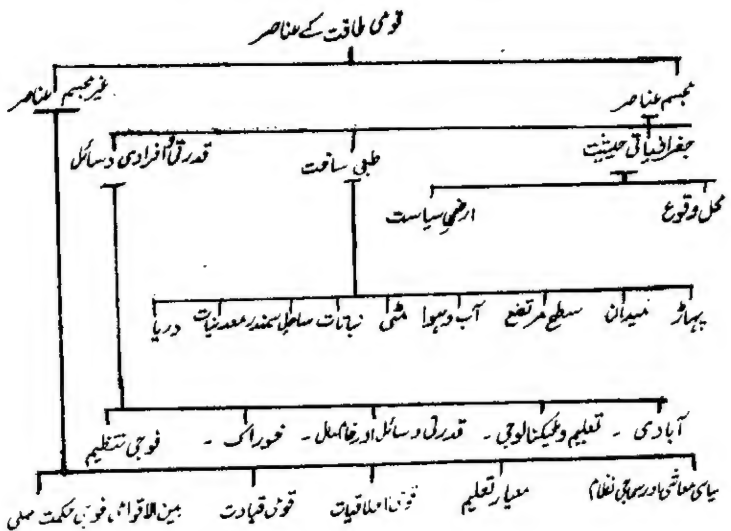 قومی طاقت کے عناصر
مجسم عناصر غیر مجسم عناصر
جغرافیائی حیثیت طبعی ساخت قدرتی و افرادی وسائل
محل وقوع ارضی سیاست
پہاڑ میدان سطح مرتفع آب و ہوا مٹی نباتات ساحل سمندر معدنیات دریا
آبادی - تعلیم و ٹیکنالوجی - قدرتی وسائل اور خام مال - خوراک - فوجی تنظیم
سیاسی معاشی اور سماجی نظام معیار تعلیم قومی اخلاقیات قومی قیادت بین الاقوامی فوجی حکمت عملی